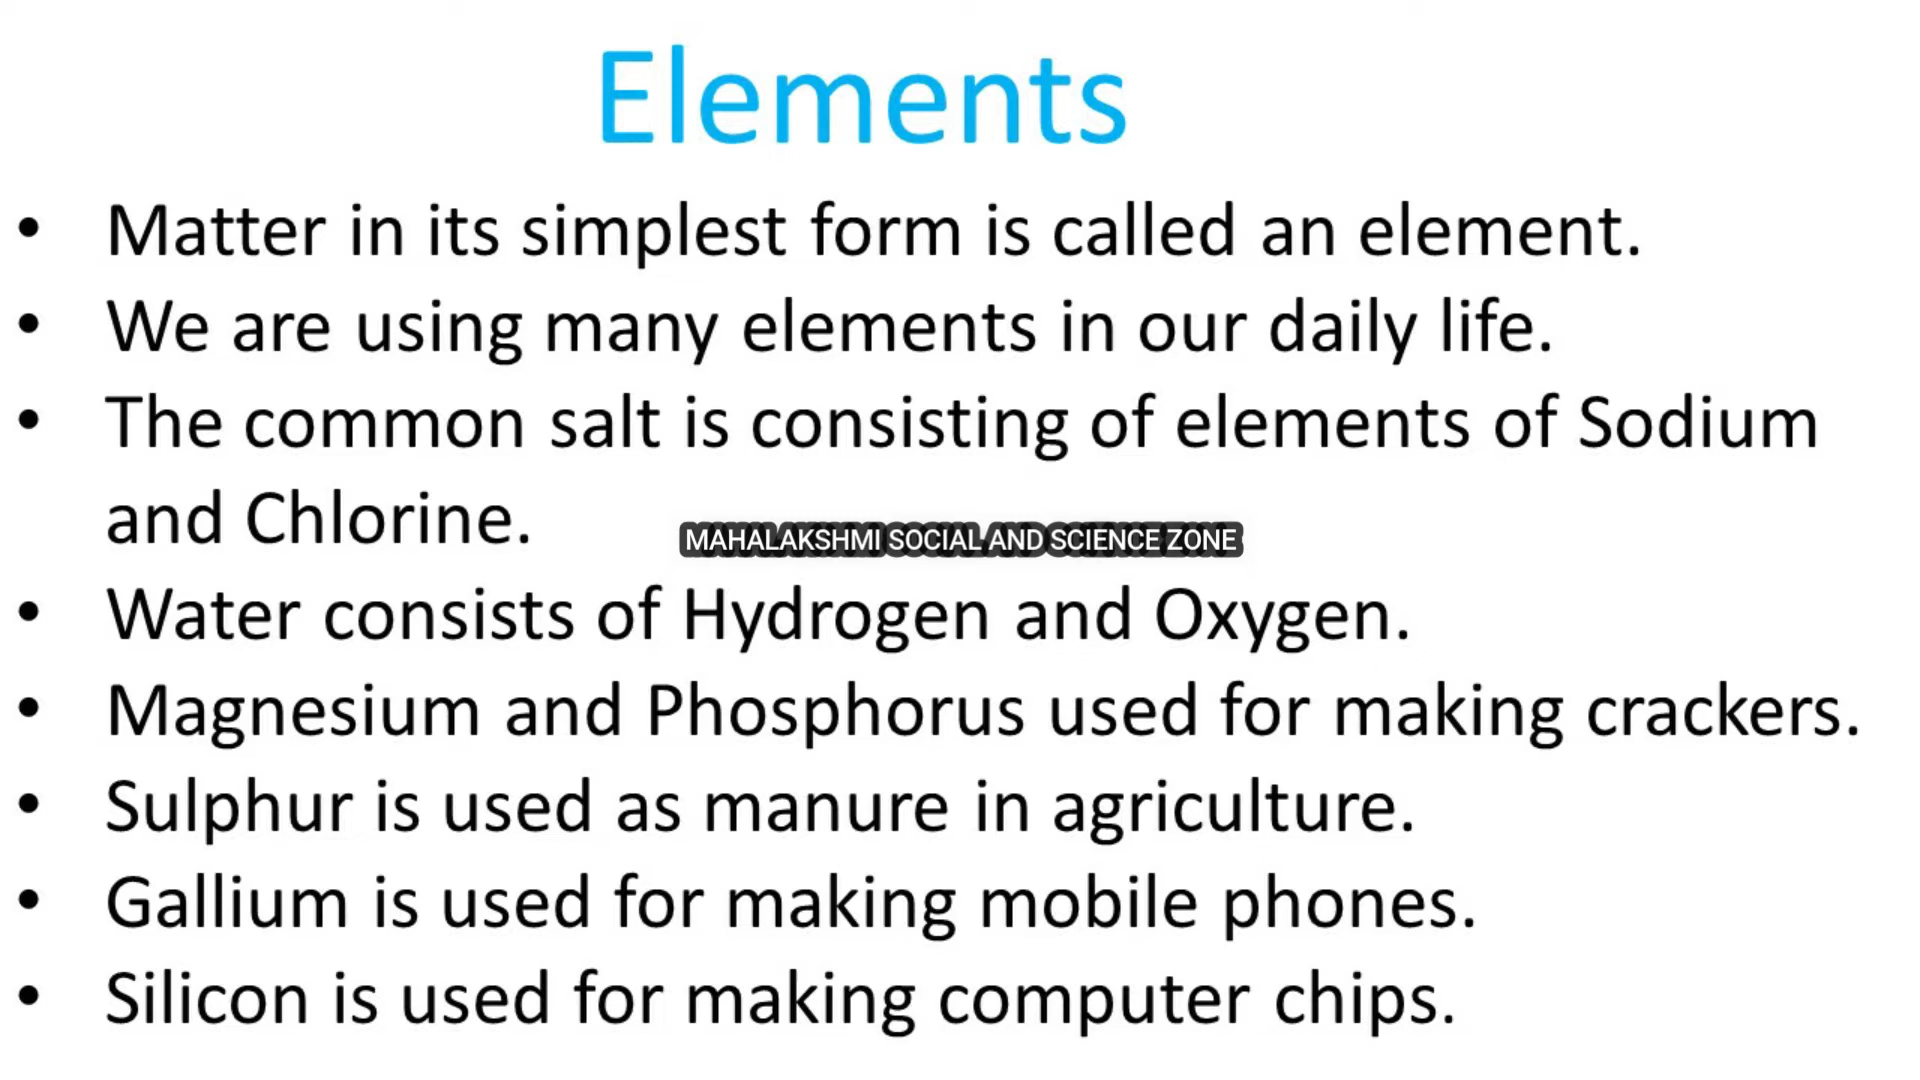 Elements
• Matter in its simplest form is called an element.
• We are using many elements in our daily life.
• The common salt is consisting of elements of Sodium
and Chlorine.
MAHALAKSHMI SOCIAL AND SCIENCE ZONE
• Water consists of Hydrogen and Oxygen.
• Magnesium and Phosphorus used for making crackers.
• Sulphur is used as manure in agriculture.
• Gallium is used for making mobile phones.
• Silicon is used for making computer chips.